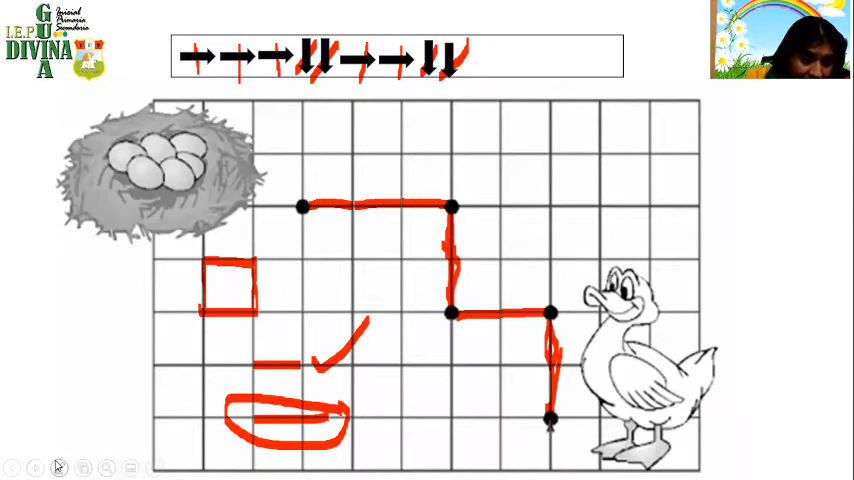 GUIA
Inicial
Primaria
Secundaria
I.E.P.
DIVINA
I E P